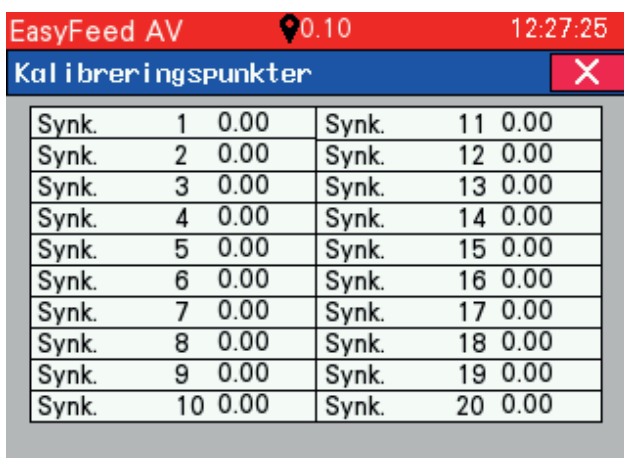 EasyFeed AV 0.10 12:27:25
Kalibreringspunkter X
Synk. 1 0.00 Synk. 11 0.00
Synk. 2 0.00 Synk. 12 0.00
Synk. 3 0.00 Synk. 13 0.00
Synk. 4 0.00 Synk. 14 0.00
Synk. 5 0.00 Synk. 15 0.00
Synk. 6 0.00 Synk. 16 0.00
Synk. 7 0.00 Synk. 17 0.00
Synk. 8 0.00 Synk. 18 0.00
Synk. 9 0.00 Synk. 19 0.00
Synk. 10 0.00 Synk. 20 0.00